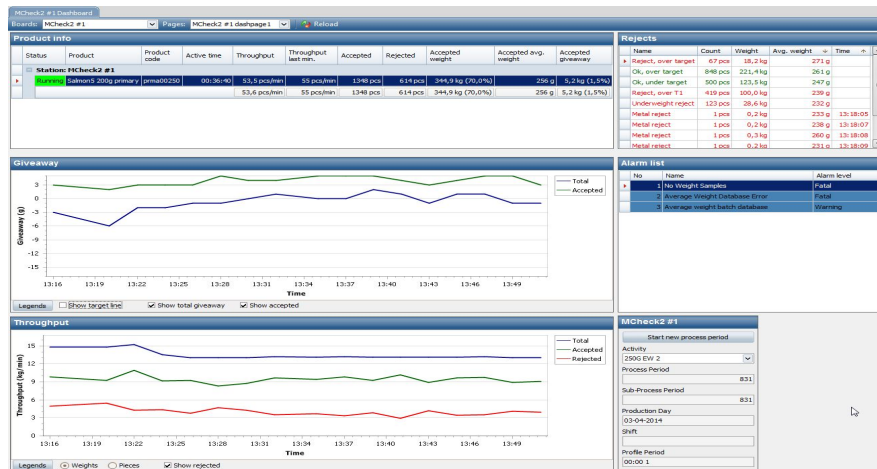 MCheck2 #1 Dashboard
Boards: MCheck2 #1 Pages: MCheck2 #1 dashpage1 Reload
Product info
Status Product Product code Active time Throughput Throughput last min. Accepted Rejected Accepted weight Accepted avg. weight Accepted giveaway
Station: MCheck2 #1
Running Salmon5 200g primary prma00250 00:36:40 53,5 pcs/min 55 pcs/min 1348 pcs 614 pcs 344,9 kg (70,0%) 256 g 5,2 kg (1,5%)
53,6 pcs/min 55 pcs/min 1348 pcs 614 pcs 344,9 kg (70,0%) 256 g 5,2 kg (1,5%)
Rejects
Name Count Weight Avg. weight Time
Reject, over target 67 pcs 18,2 kg 271 g
Ok, over target 848 pcs 221,4 kg 261 g
Ok, under target 500 pcs 123,5 kg 247 g
Reject, over T1 419 pcs 100,0 kg 239 g
Underweight reject 123 pcs 28,6 kg 232 g
Metal reject 1 pcs 0,2 kg 233 g 13:18:05
Metal reject 1 pcs 0,2 kg 238 g 13:18:07
Metal reject 1 pcs 0,3 kg 260 g 13:18:08
Metal reject 1 pcs 0,2 kg 231 g 13:18:09
Giveaway
Giveaway (g)
3
0
-3
-6
-9
-12
-15
13:16 13:19 13:22 13:25 13:28 13:31 13:34 13:37 13:40 13:43 13:46 13:49
Time
Total
Accepted
Legends Show target line Show total giveaway Show accepted
Alarm list
No Name Alarm level
1 No Weight Samples Fatal
2 Average Weight Database Error Fatal
3 Average weight batch database Warning
Throughput
Throughput (kg/min)
15
12
9
6
3
0
13:16 13:19 13:22 13:25 13:28 13:31 13:34 13:37 13:40 13:43 13:46 13:49
Time
Total
Accepted
Rejected
Legends Weights Pieces Show rejected
MCheck2 #1
Start new process period
Activity
250G EW 2
Process Period
831
Sub-Process Period
831
Production Day
03-04-2014
Shift
Profile Period
00:00 1